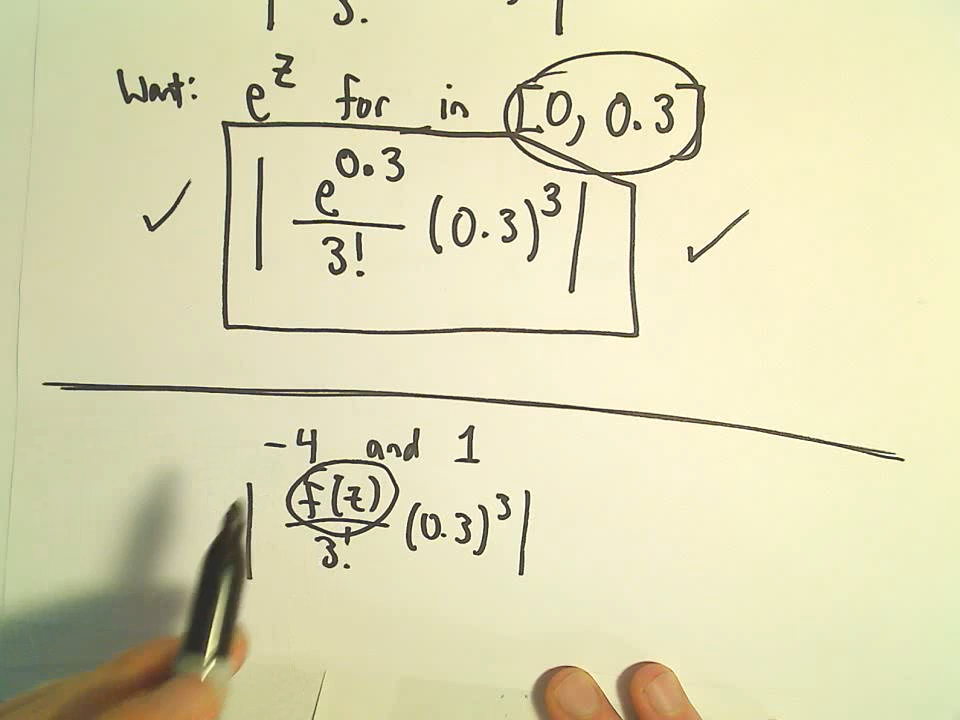 | 3. , |
Want: e^z for in [0, 0.3]
✓ | e^0.3 / 3! (0.3)^3 | ✓
-4 and 1
| f(z) / 3! (0.3)^3 |